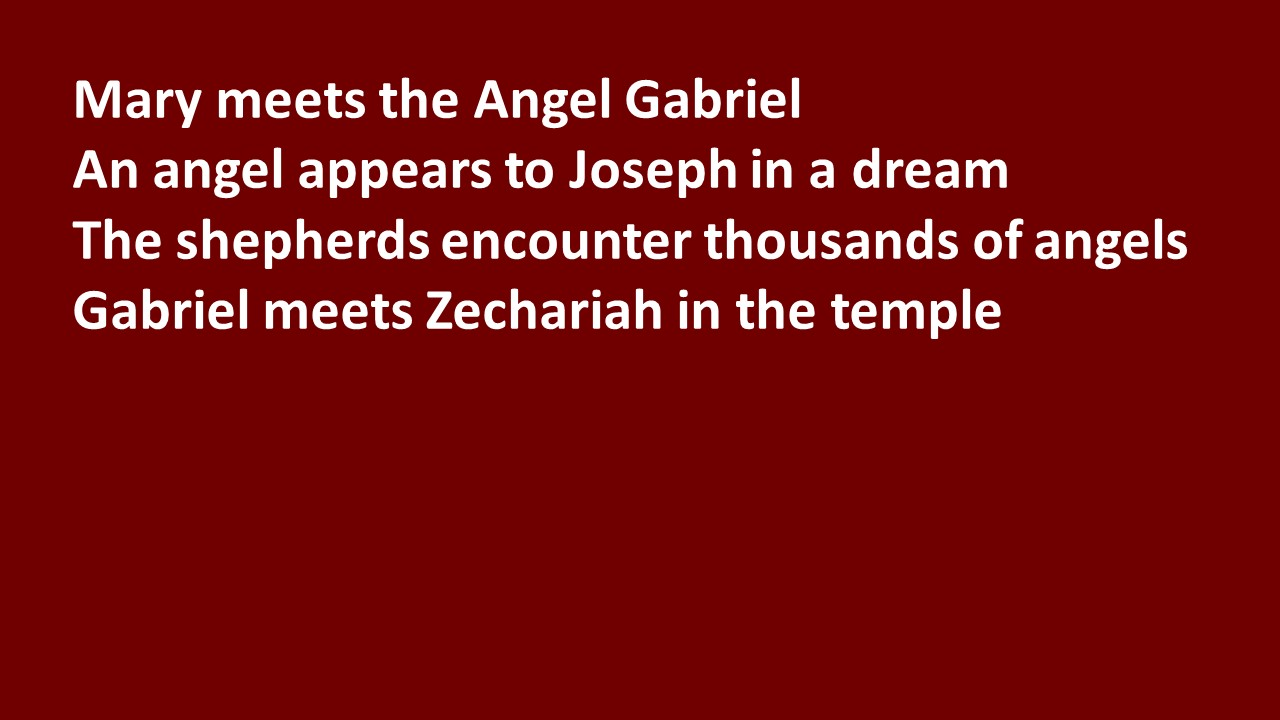 Mary meets the Angel Gabriel
An angel appears to Joseph in a dream
The shepherds encounter thousands of angels
Gabriel meets Zechariah in the temple